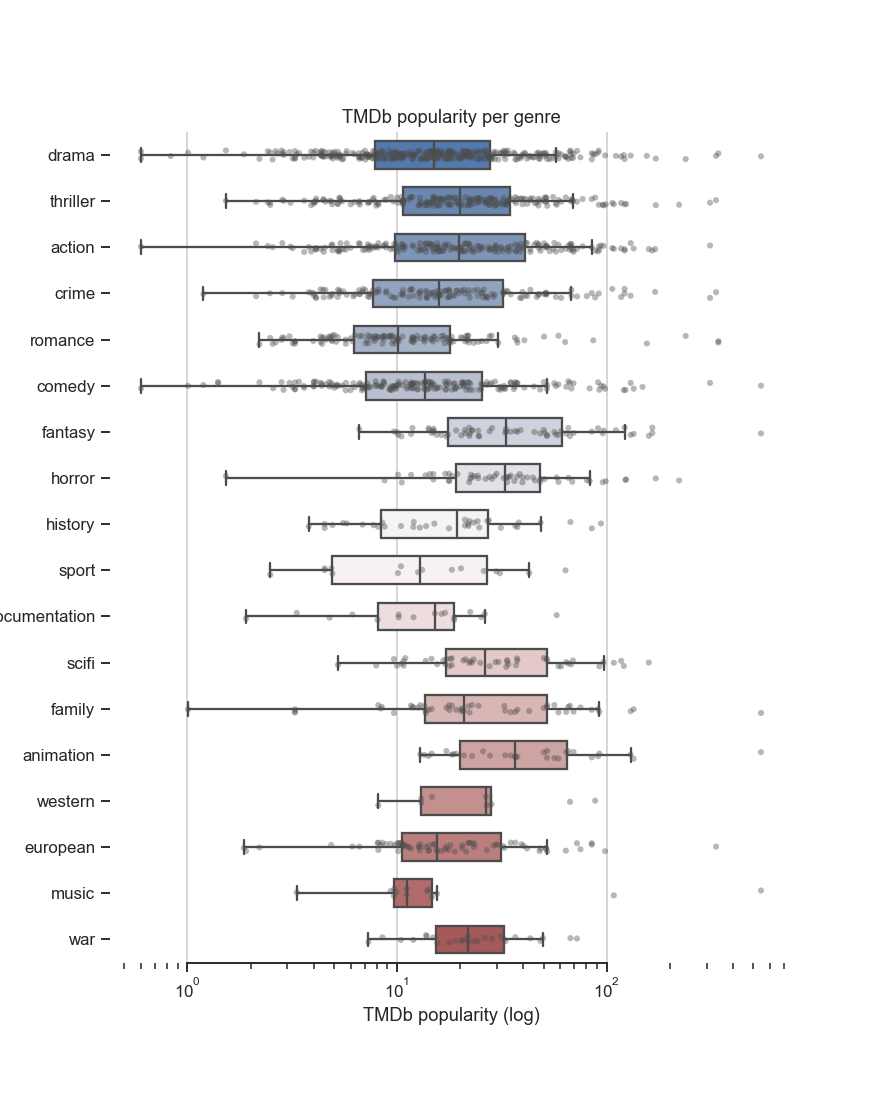 TMDb popularity per genre
drama
thriller
action
crime
romance
comedy
fantasy
horror
history
sport
ocumentation
scifi
family
animation
western
european
music
war
10⁰ 10¹ 10²
TMDb popularity (log)